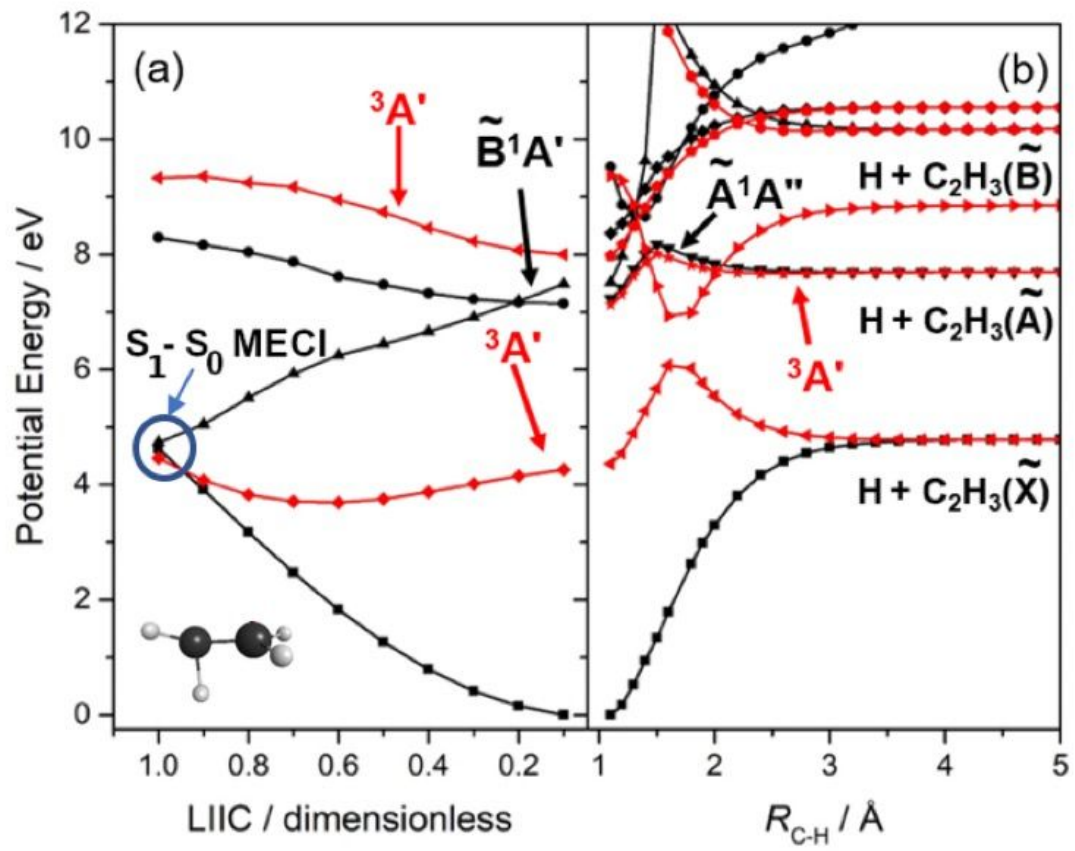 (a)
(b)
³A'
B̃¹A'
S₁- S₀ MECI
³A'
Ã¹A"
H + C₂H₃(B̃)
H + C₂H₃(Ã)
³A'
H + C₂H₃(X̃)
Potential Energy / eV
12
10
8
6
4
2
0
1.0 0.8 0.6 0.4 0.2
1 2 3 4 5
LIIC / dimensionless
R_C-H / Å